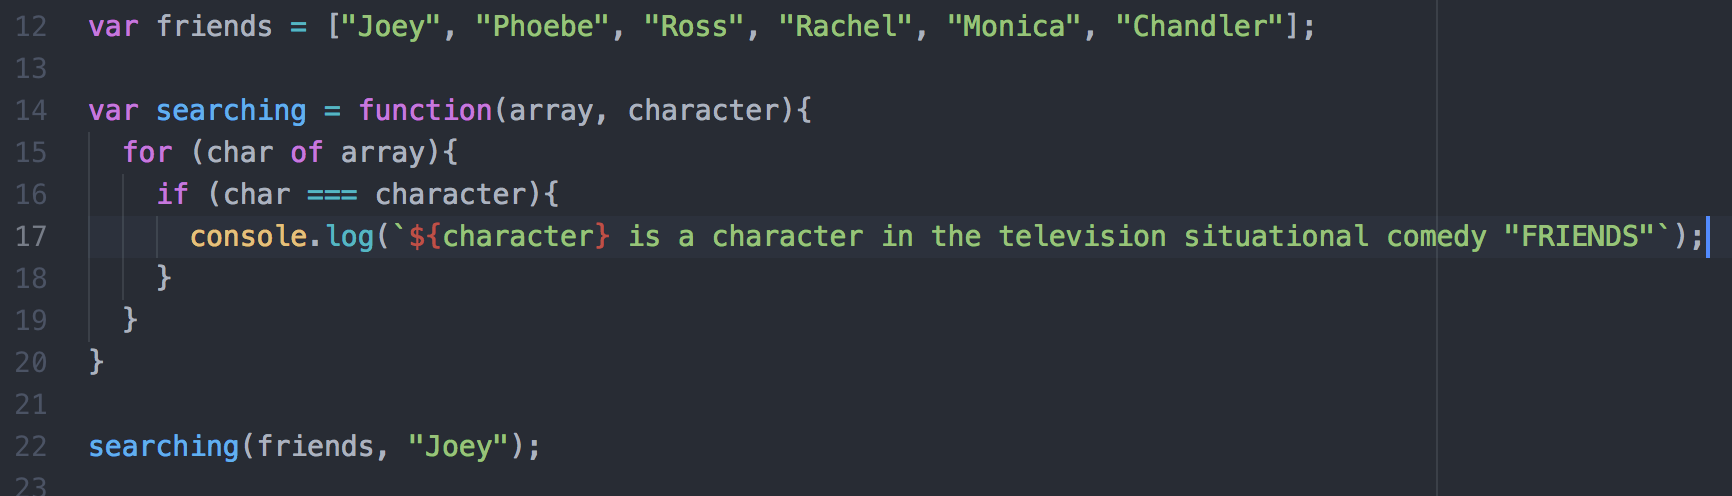 12 var friends = ["Joey", "Phoebe", "Ross", "Rachel", "Monica", "Chandler"];
13
14 var searching = function(array, character){
15   for (char of array){
16     if (char === character){
17       console.log(`${character} is a character in the television situational comedy "FRIENDS"`);
18     }
19   }
20 }
21
22 searching(friends, "Joey");
23